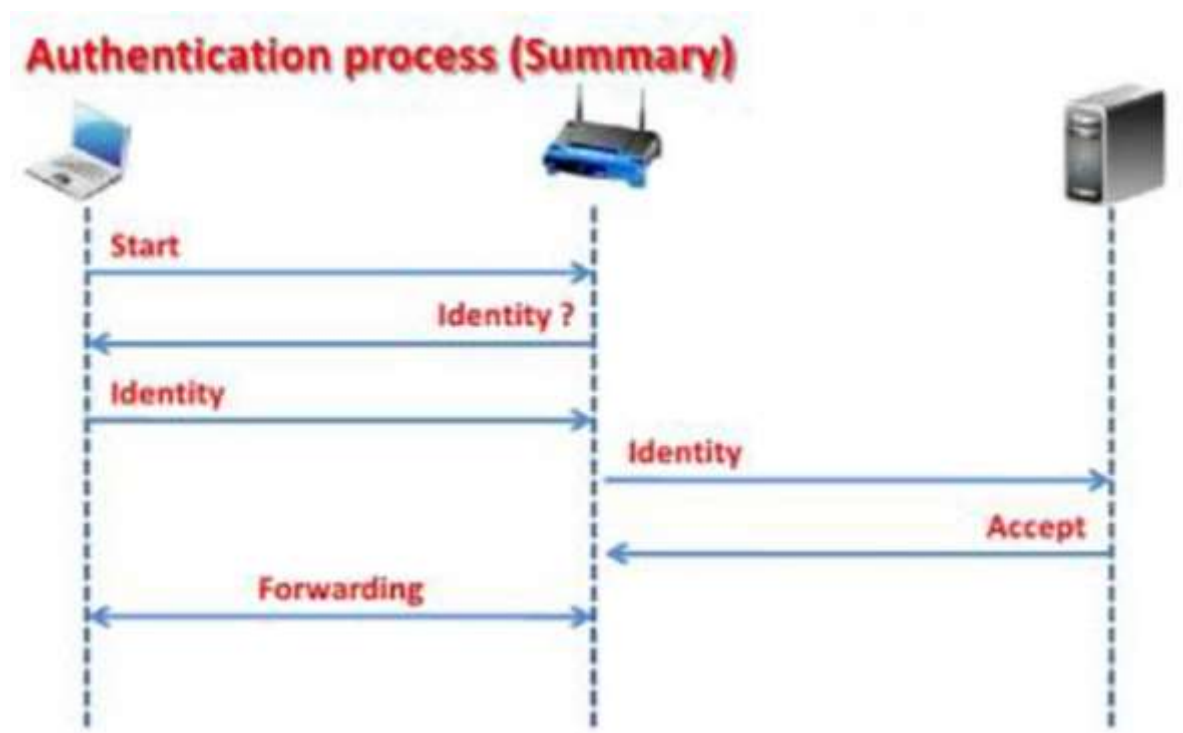 Authentication process (Summary)
Start
Identity ?
Identity
Identity
Accept
Forwarding